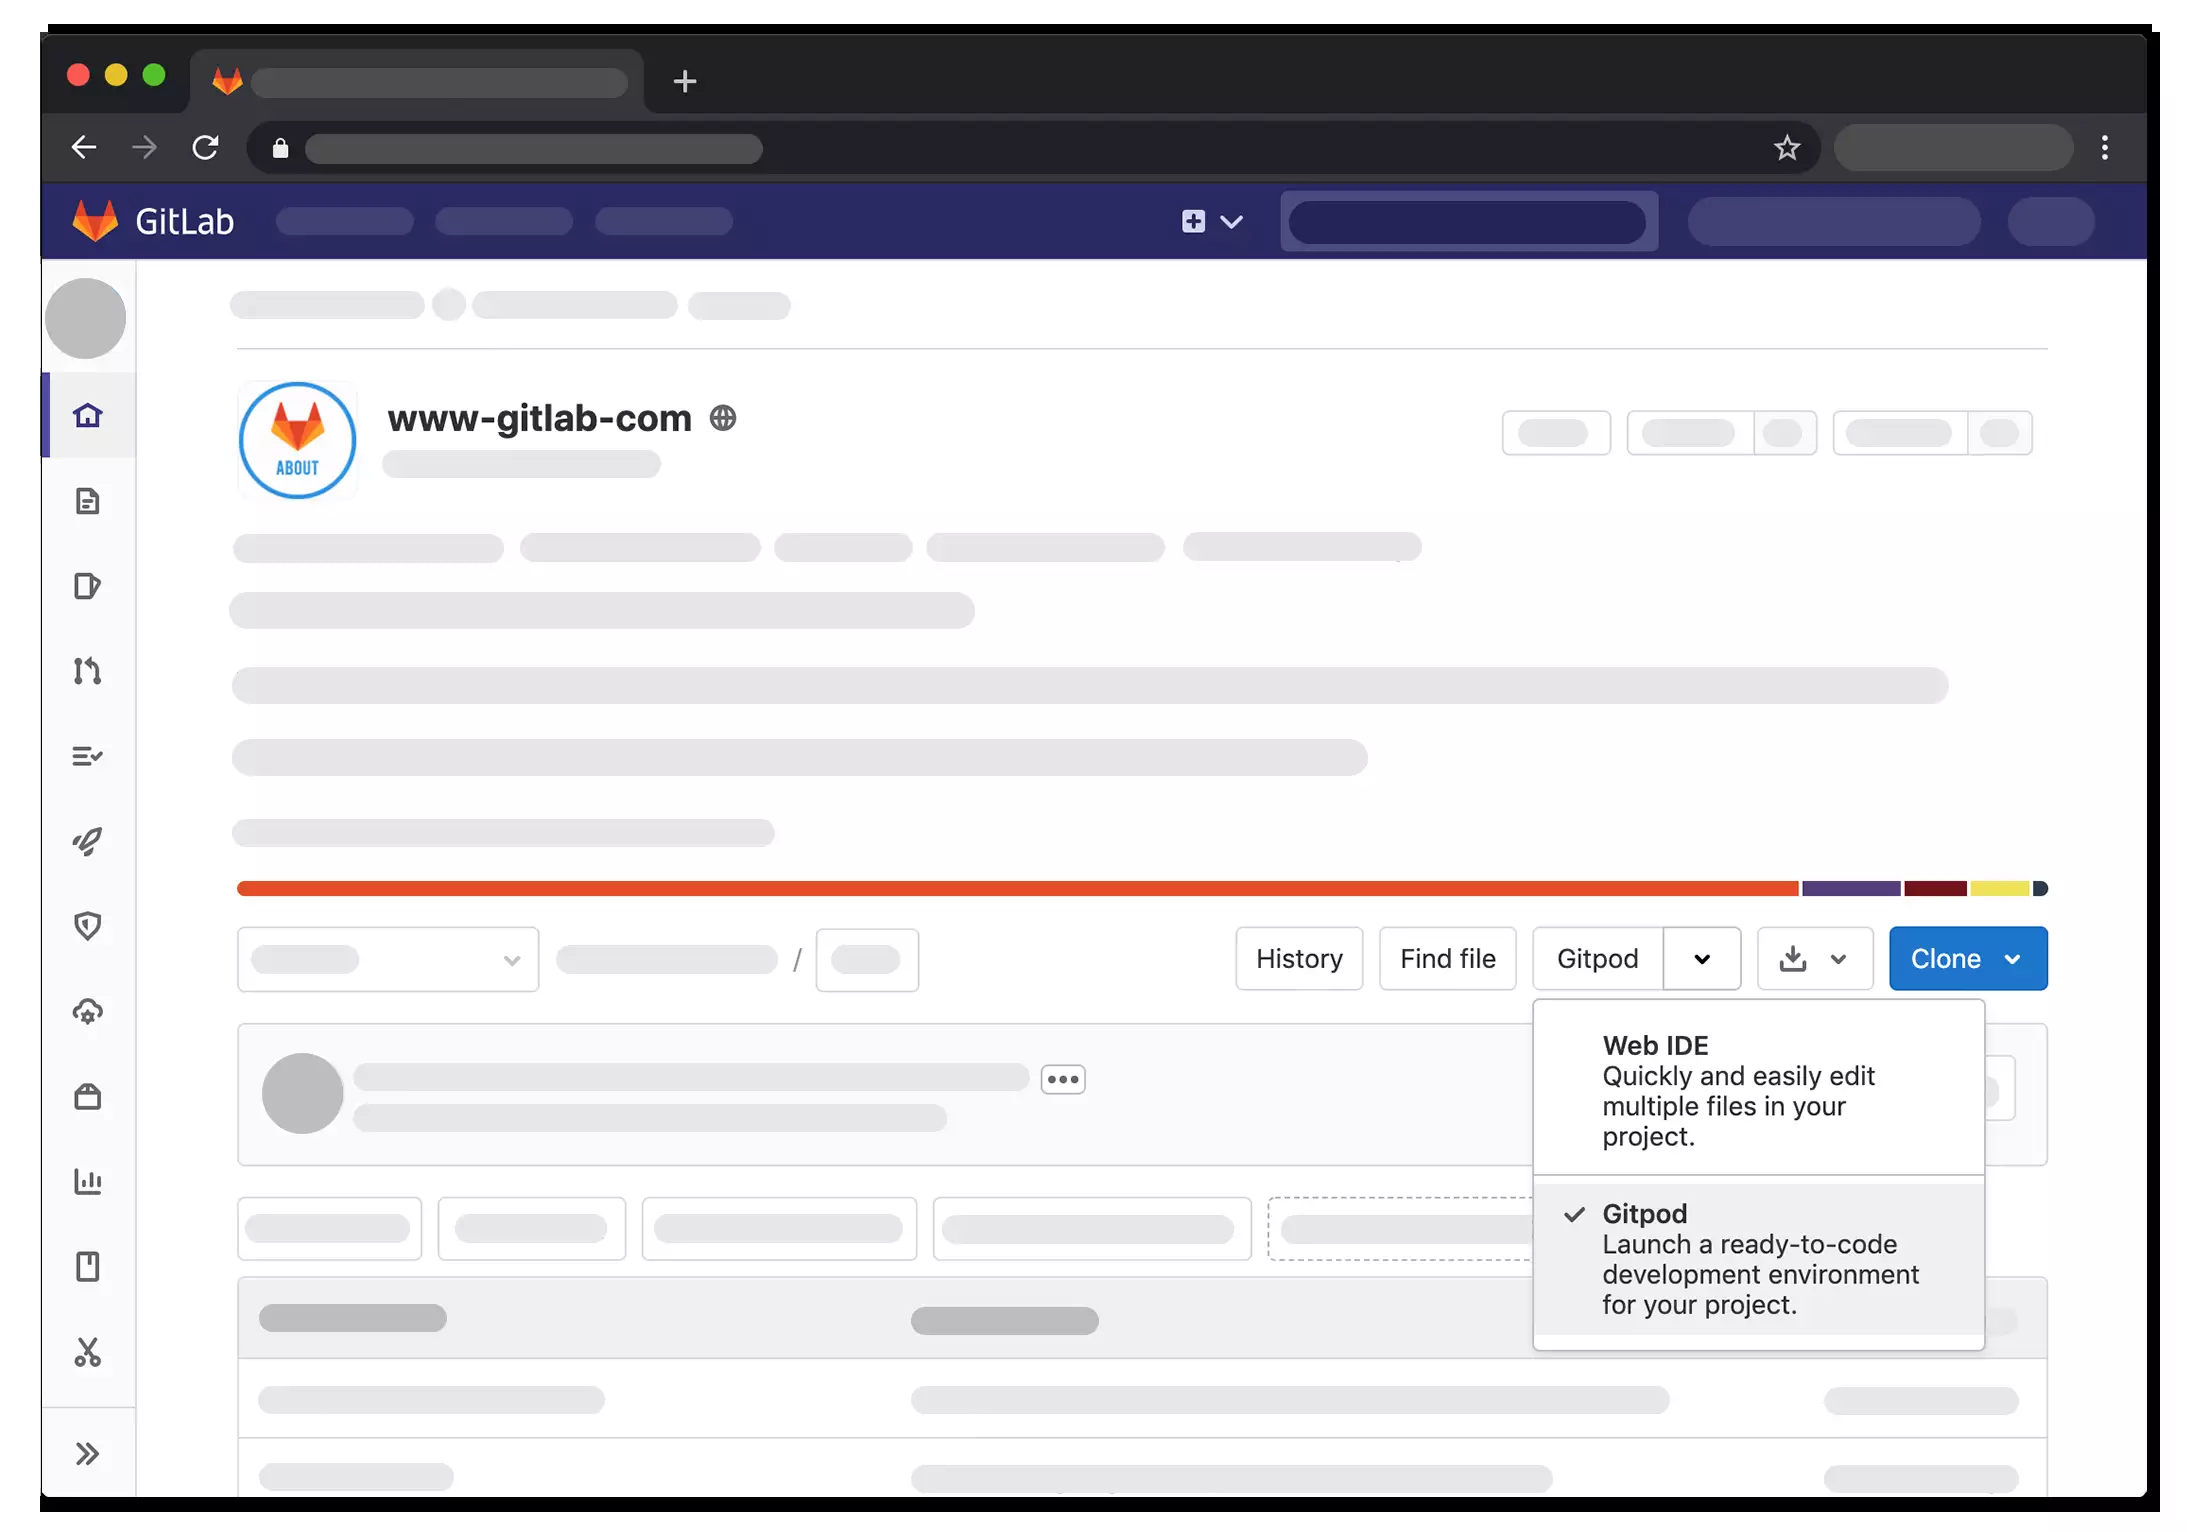 GitLab
www-gitlab-com
ABOUT
/
History
Find file
Gitpod
Clone
Web IDE
Quickly and easily edit
multiple files in your
project.
Gitpod
Launch a ready-to-code
development environment
for your project.